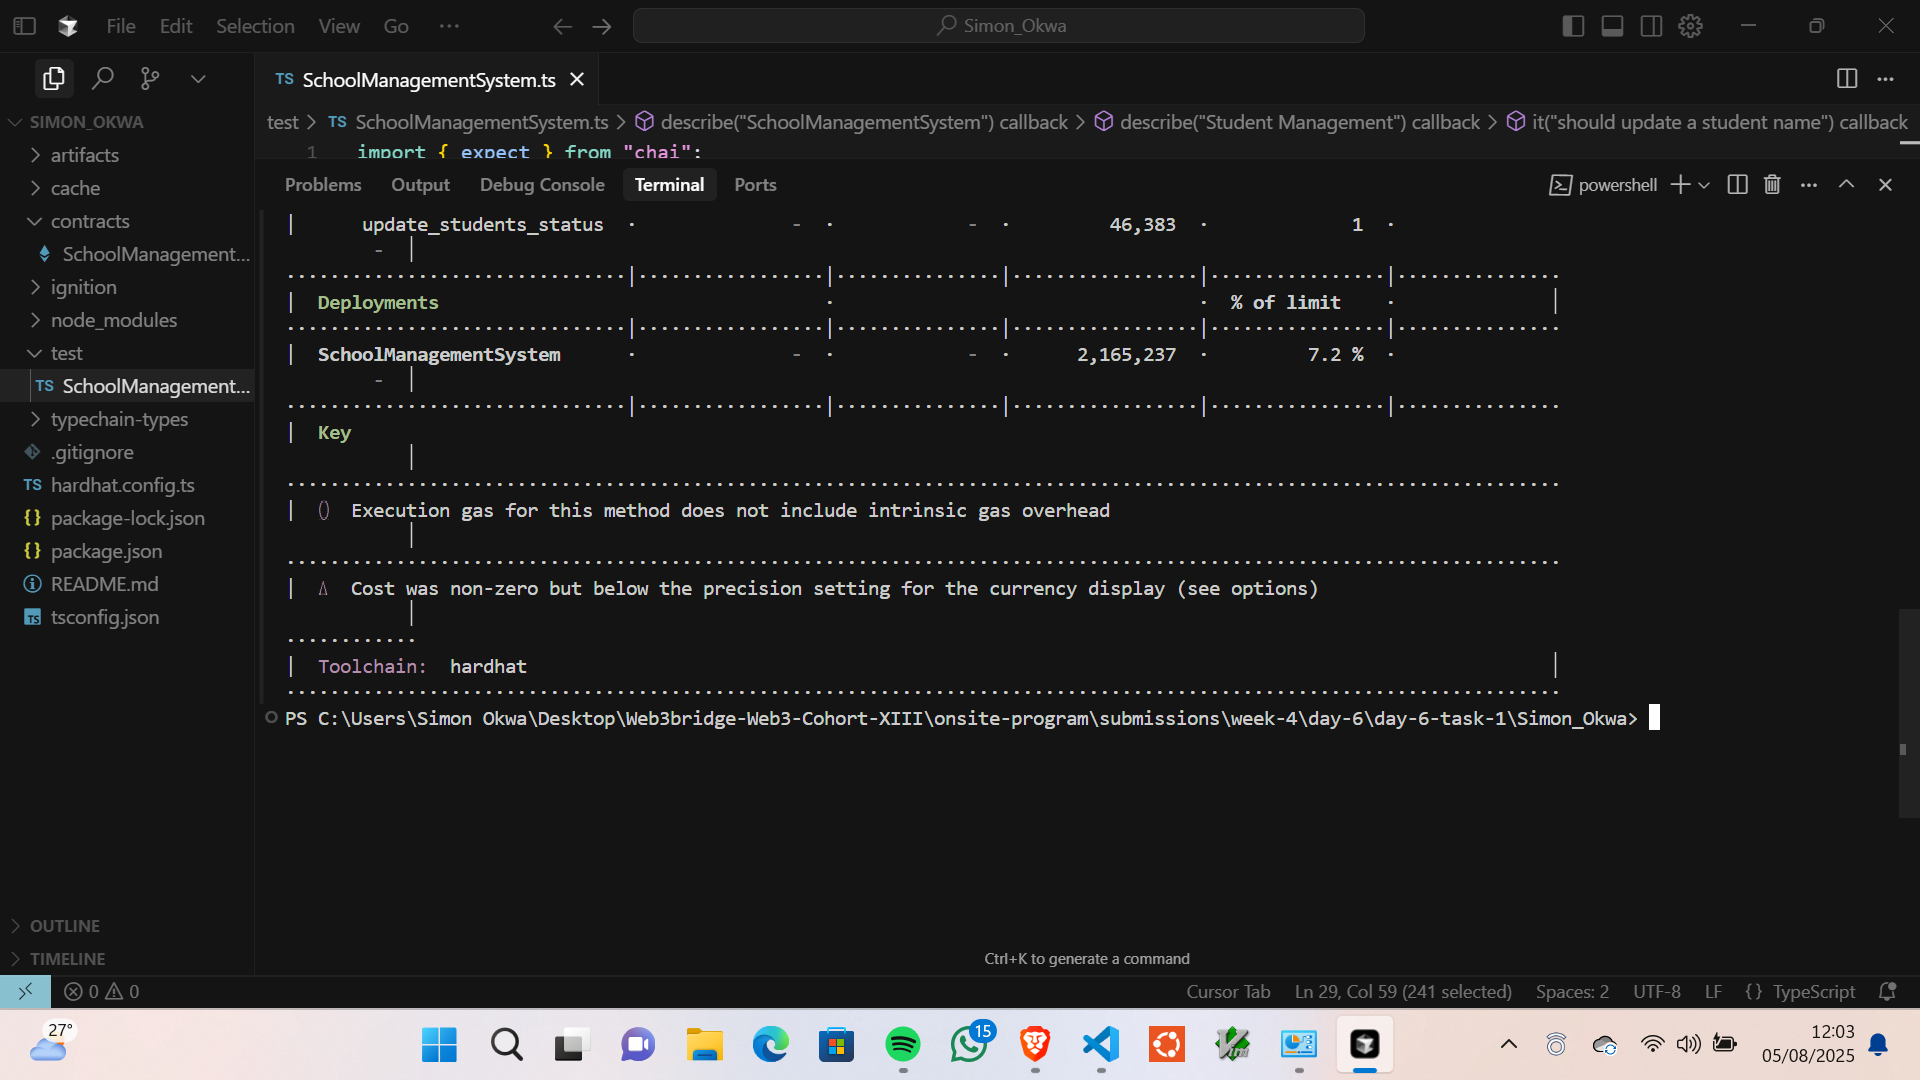 File Edit Selection View Go ··· Simon_Okwa
TS SchoolManagementSystem.ts
SIMON_OKWA
artifacts
cache
contracts
SchoolManagement...
ignition
node_modules
test
TS SchoolManagement...
typechain-types
.gitignore
TS hardhat.config.ts
{} package-lock.json
{} package.json
README.md
TS tsconfig.json
OUTLINE
TIMELINE
test > TS SchoolManagementSystem.ts > describe("SchoolManagementSystem") callback > describe("Student Management") callback > it("should update a student name") callback
1 import { expect } from "chai";
Problems Output Debug Console Terminal Ports powershell
| update_students_status · - · - · 46,383 · 1 ·
- |
| Deployments · · % of limit · |
| SchoolManagementSystem · - · - · 2,165,237 · 7.2 % ·
- |
| Key
|
| Execution gas for this method does not include intrinsic gas overhead
|
| Cost was non-zero but below the precision setting for the currency display (see options)
|
| Toolchain: hardhat |
PS C:\Users\Simon Okwa\Desktop\Web3bridge-Web3-Cohort-XIII\onsite-program\submissions\week-4\day-6\day-6-task-1\Simon_Okwa>
Ctrl+K to generate a command
0 0 Cursor Tab Ln 29, Col 59 (241 selected) Spaces: 2 UTF-8 LF {} TypeScript
27°
15
Vim
12:03
05/08/2025